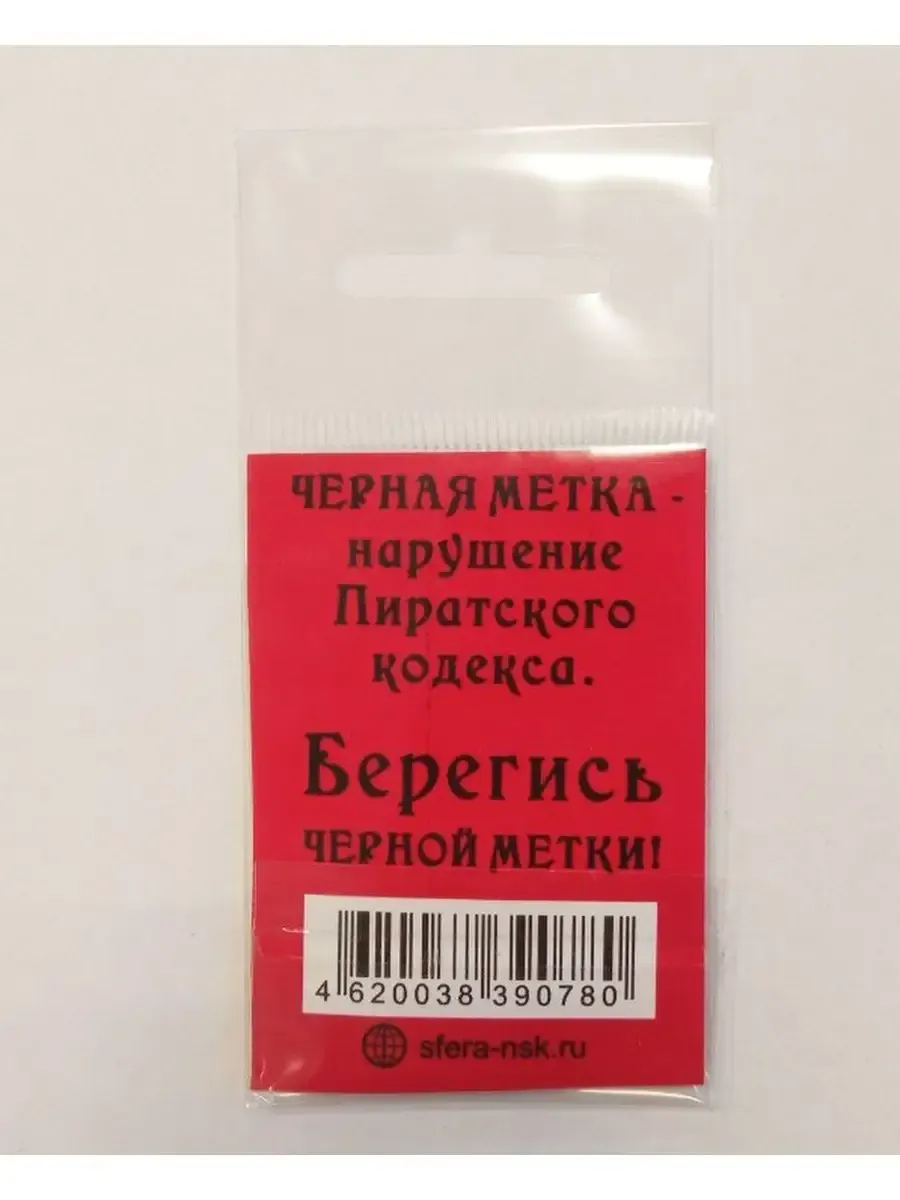 ЧЕРНАЯ МЕТКА -
нарушение
Пиратского
кодекса.
Берегись
ЧЕРНОЙ МЕТКИ!
4 620038 390780
sfera-nsk.ru